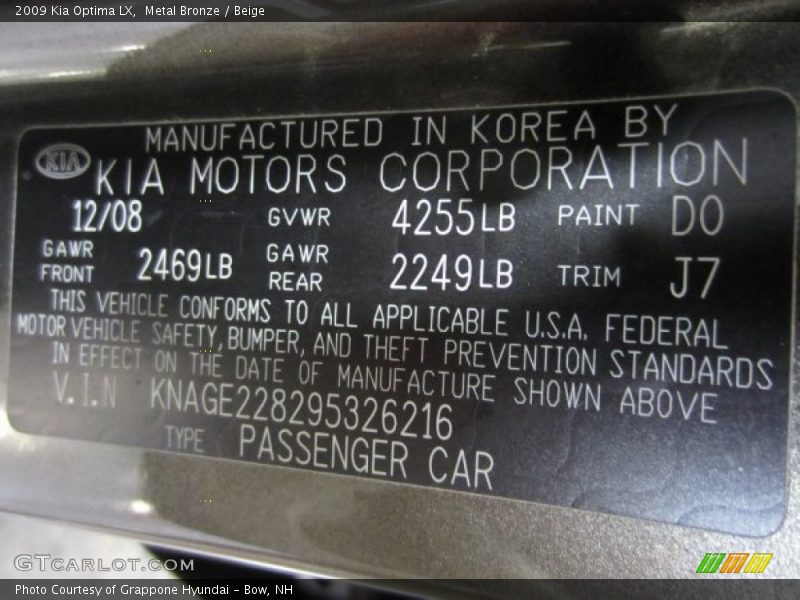 2009 Kia Optima LX,  Metal Bronze / Beige
MANUFACTURED IN KOREA BY
KIA KIA MOTORS CORPORATION
12/08 GVWR 4255LB PAINT D0
GAWR FRONT 2469LB GAWR REAR 2249LB TRIM J7
THIS VEHICLE CONFORMS TO ALL APPLICABLE U.S.A. FEDERAL
MOTOR VEHICLE SAFETY, BUMPER, AND THEFT PREVENTION STANDARDS
IN EFFECT ON THE DATE OF MANUFACTURE SHOWN ABOVE
V.I.N KNAGE228295326216
TYPE PASSENGER CAR
GTCARLOT.COM
Photo Courtesy of Grappone Hyundai - Bow, NH